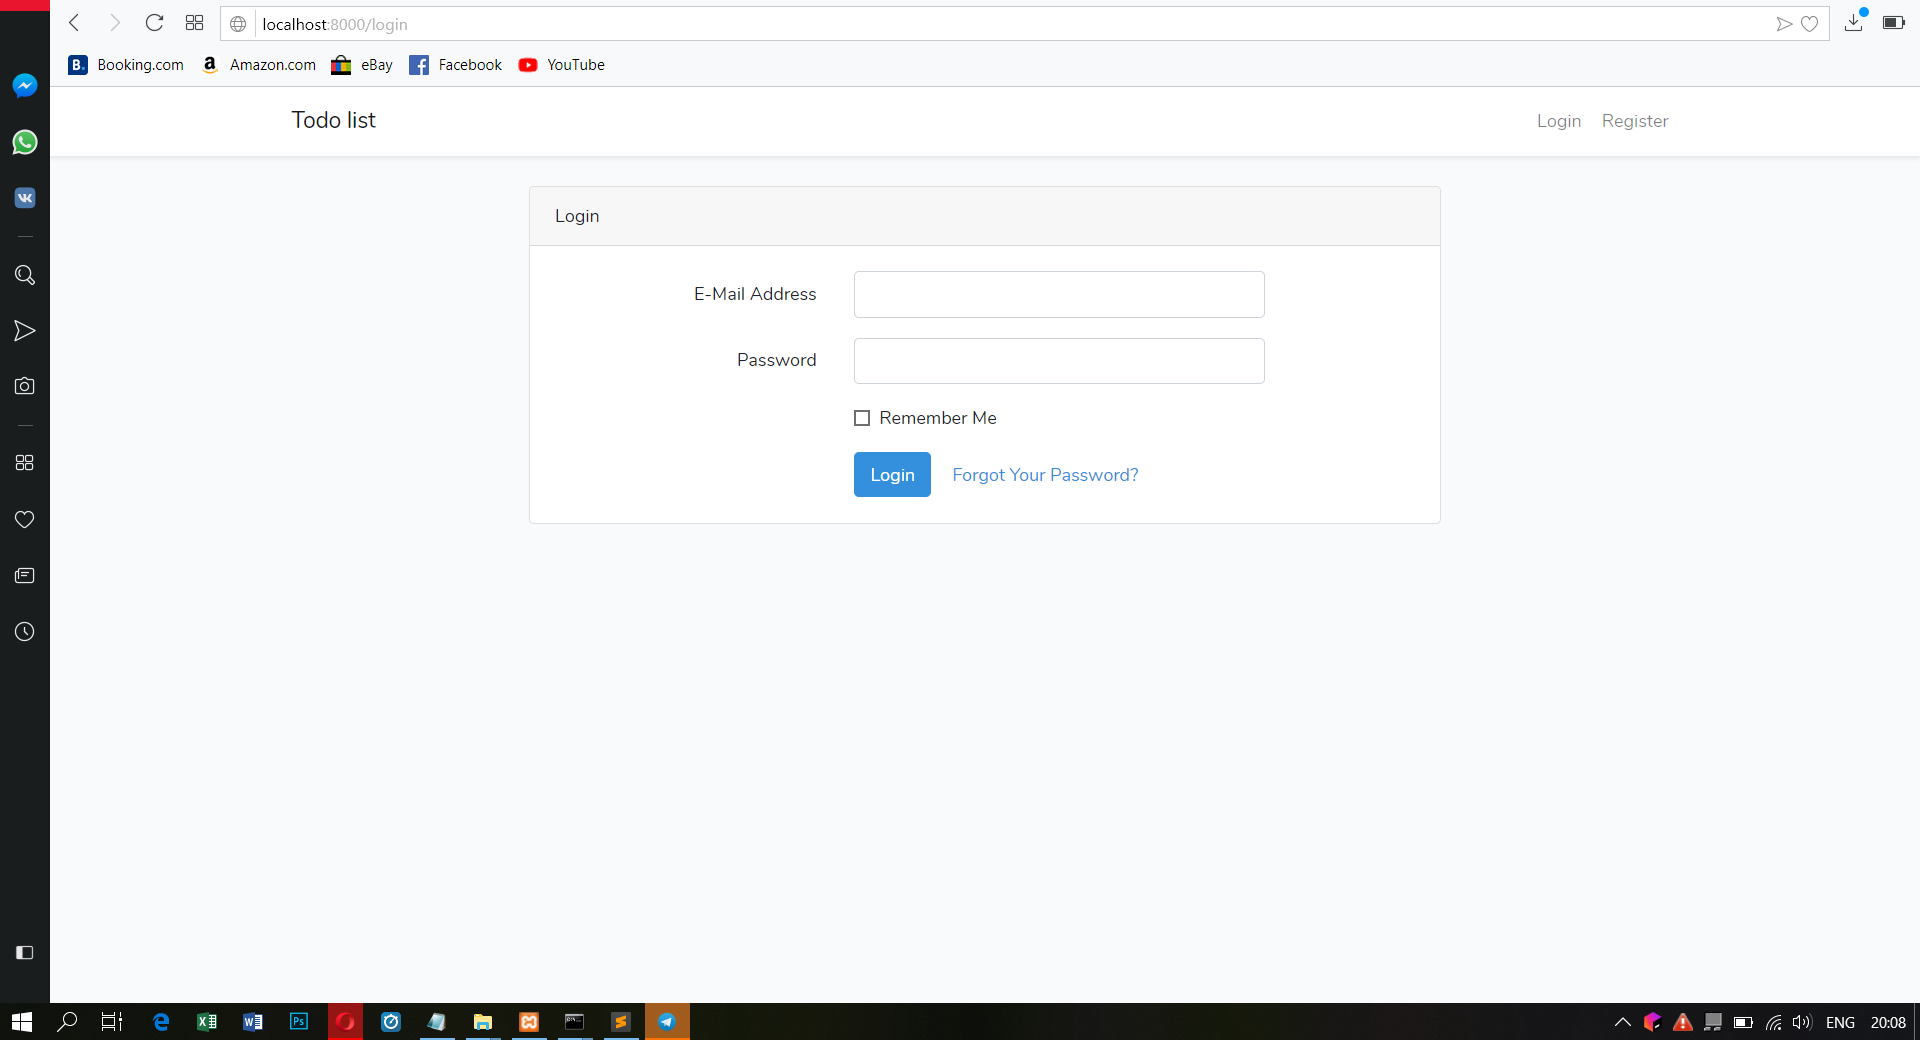 localhost:8000/login
Booking.com Amazon.com eBay Facebook YouTube
Todo list
Login Register
Login
E-Mail Address
Password
Remember Me
Login Forgot Your Password?
ENG 20:08